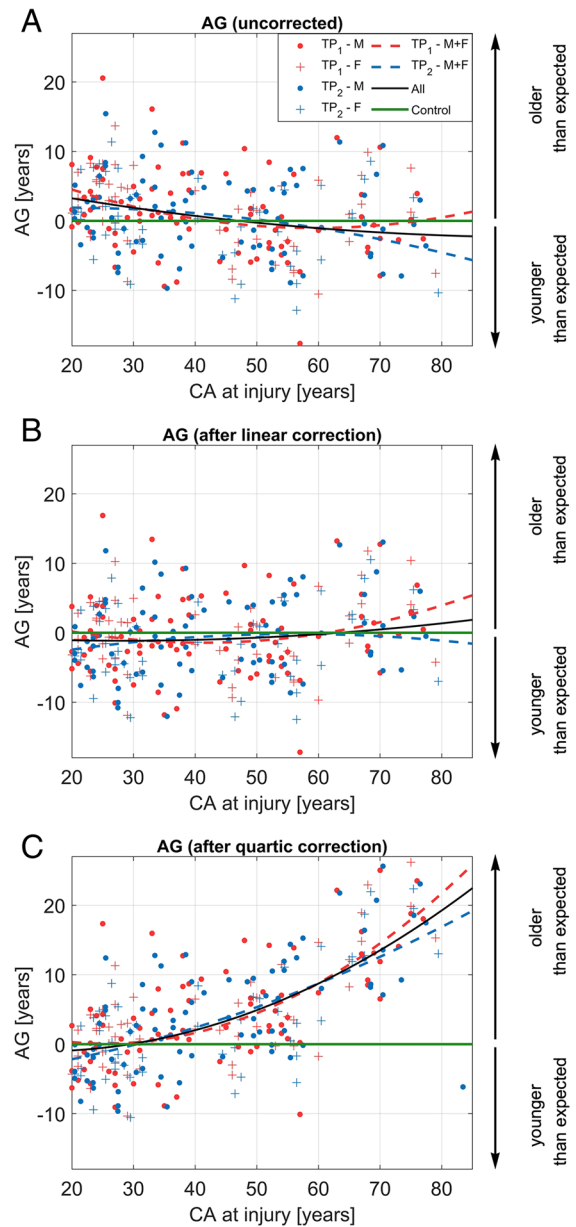 A
AG (uncorrected)
TP1 - M
TP1 - F
TP2 - M
TP2 - F
TP1 - M+F
TP2 - M+F
All
Control
20
10
0
-10
AG [years]
20 30 40 50 60 70 80
CA at injury [years]
older
than expected
younger
than expected
B
AG (after linear correction)
20
10
0
-10
AG [years]
20 30 40 50 60 70 80
CA at injury [years]
older
than expected
younger
than expected
C
AG (after quartic correction)
20
10
0
-10
AG [years]
20 30 40 50 60 70 80
CA at injury [years]
older
than expected
younger
than expected